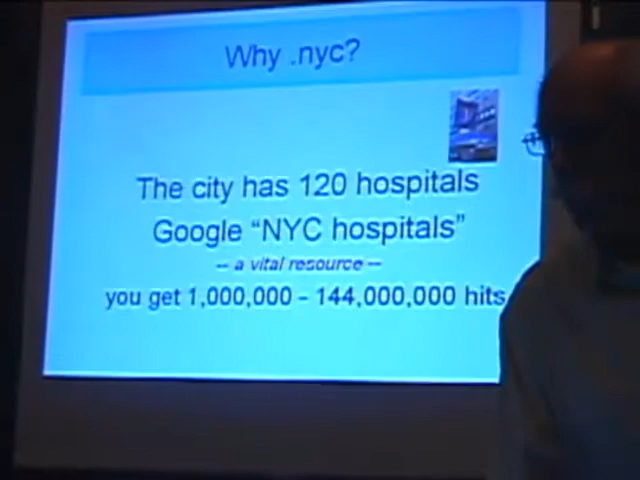 Why .nyc?
The city has 120 hospitals
Google “NYC hospitals”
-- a vital resource --
you get 1,000,000 - 144,000,000 hits